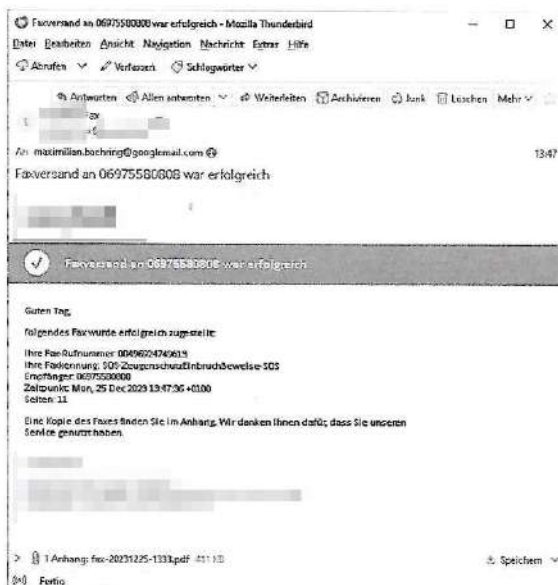 Faxversand an 06975580808 war erfolgreich - Mozilla Thunderbird
Datei Bearbeiten Ansicht Navigation Nachricht Extras Hilfe
Abrufen Verfassen Schlagwörter
Antworten Allen antworten Weiterleiten Archivieren Junk Löschen Mehr
Fax
An maximilian.baehring@googlemail.com 13:47
Faxversand an 06975580808 war erfolgreich
Faxversand an 06975580808 war erfolgreich
Guten Tag,
folgendes Fax wurde erfolgreich zugestellt:
Ihre Fax-Rufnummer: 00496924749619
Ihre Faxkennung: SOS-ZeugenschutzEinbruchBeweise-SOS
Empfänger: 06975580808
Zeitpunkt: Mon, 25 Dec 2023 13:47:36 +0100
Seiten: 11
Eine Kopie des Faxes finden Sie im Anhang. Wir danken Ihnen dafür, dass Sie unseren
Service genutzt haben.
1 Anhang: fax-20231225-1333.pdf 411 KB Speichern
Fertig